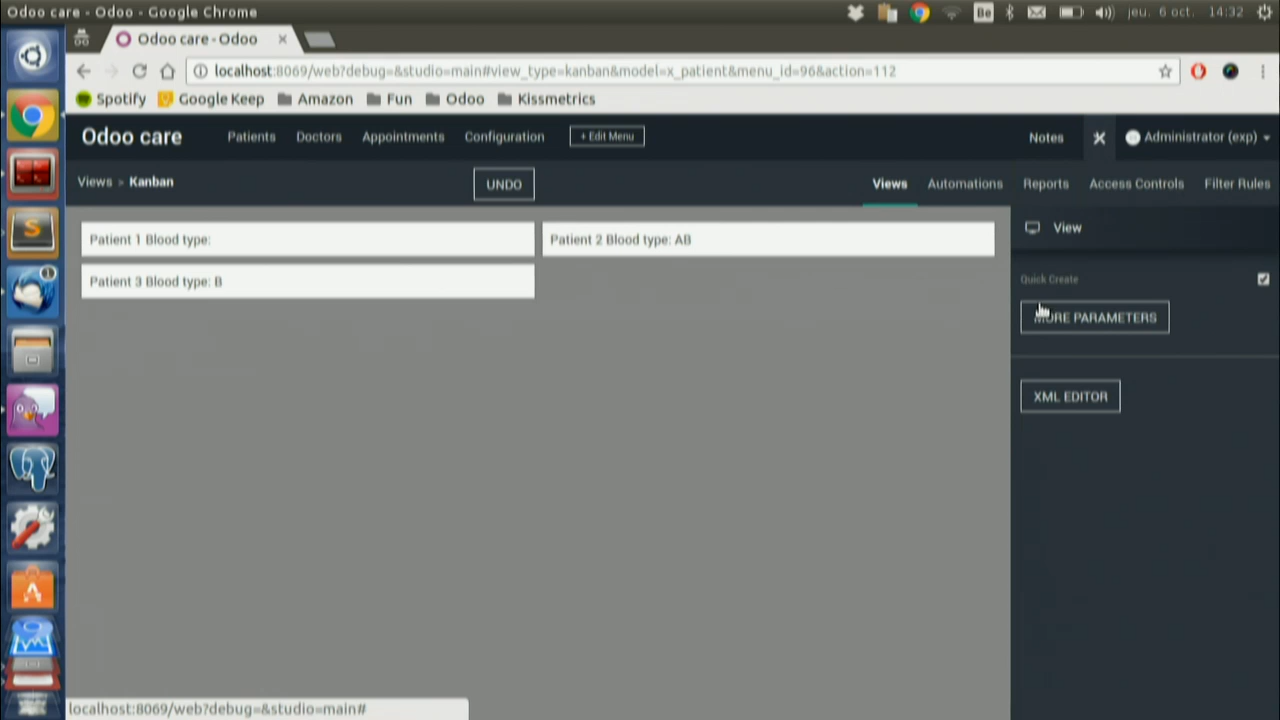 Odoo care - Odoo - Google Chrome
Be
jeu. 6 oct. 14:32
Odoo care - Odoo
localhost:8069/web?debug=&studio=main#view_type=kanban&model=x_patient&menu_id=96&action=112
Spotify Google Keep Amazon Fun Odoo Kissmetrics
Odoo care Patients Doctors Appointments Configuration + Edit Menu Notes Administrator (exp)
Views > Kanban UNDO Views Automations Reports Access Controls Filter Rules
View
Patient 1 Blood type: Patient 2 Blood type: AB
Patient 3 Blood type: B
Quick Create
MORE PARAMETERS
XML EDITOR
localhost:8069/web?debug=&studio=main#